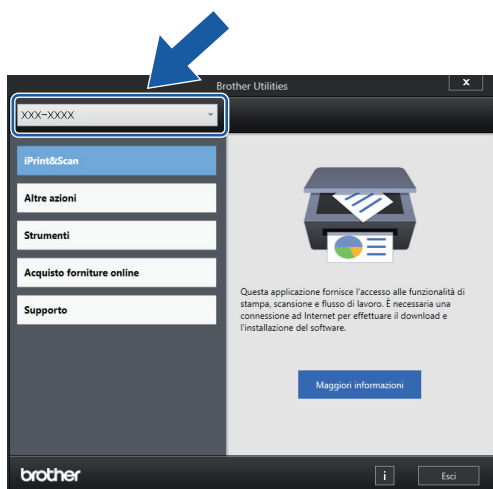 Brother Utilities
X
XXX-XXXX
iPrint&Scan
Altre azioni
Strumenti
Acquisto forniture online
Supporto
Questa applicazione fornisce l'accesso alle funzionalità di
stampa, scansione e flusso di lavoro. È necessaria una
connessione ad Internet per effettuare il download e
l'installazione del software.
Maggiori informazioni
brother
i
Esci